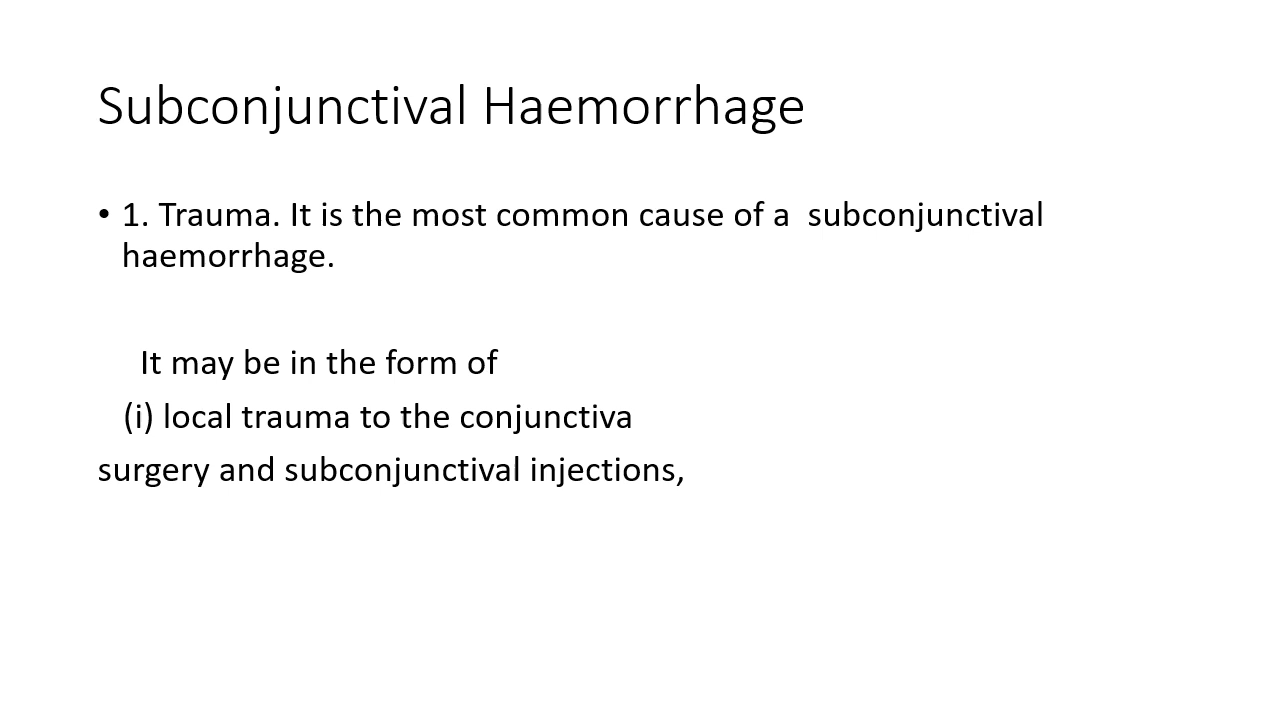 Subconjunctival Haemorrhage
• 1. Trauma. It is the most common cause of a  subconjunctival
haemorrhage.
It may be in the form of
(i) local trauma to the conjunctiva
surgery and subconjunctival injections,